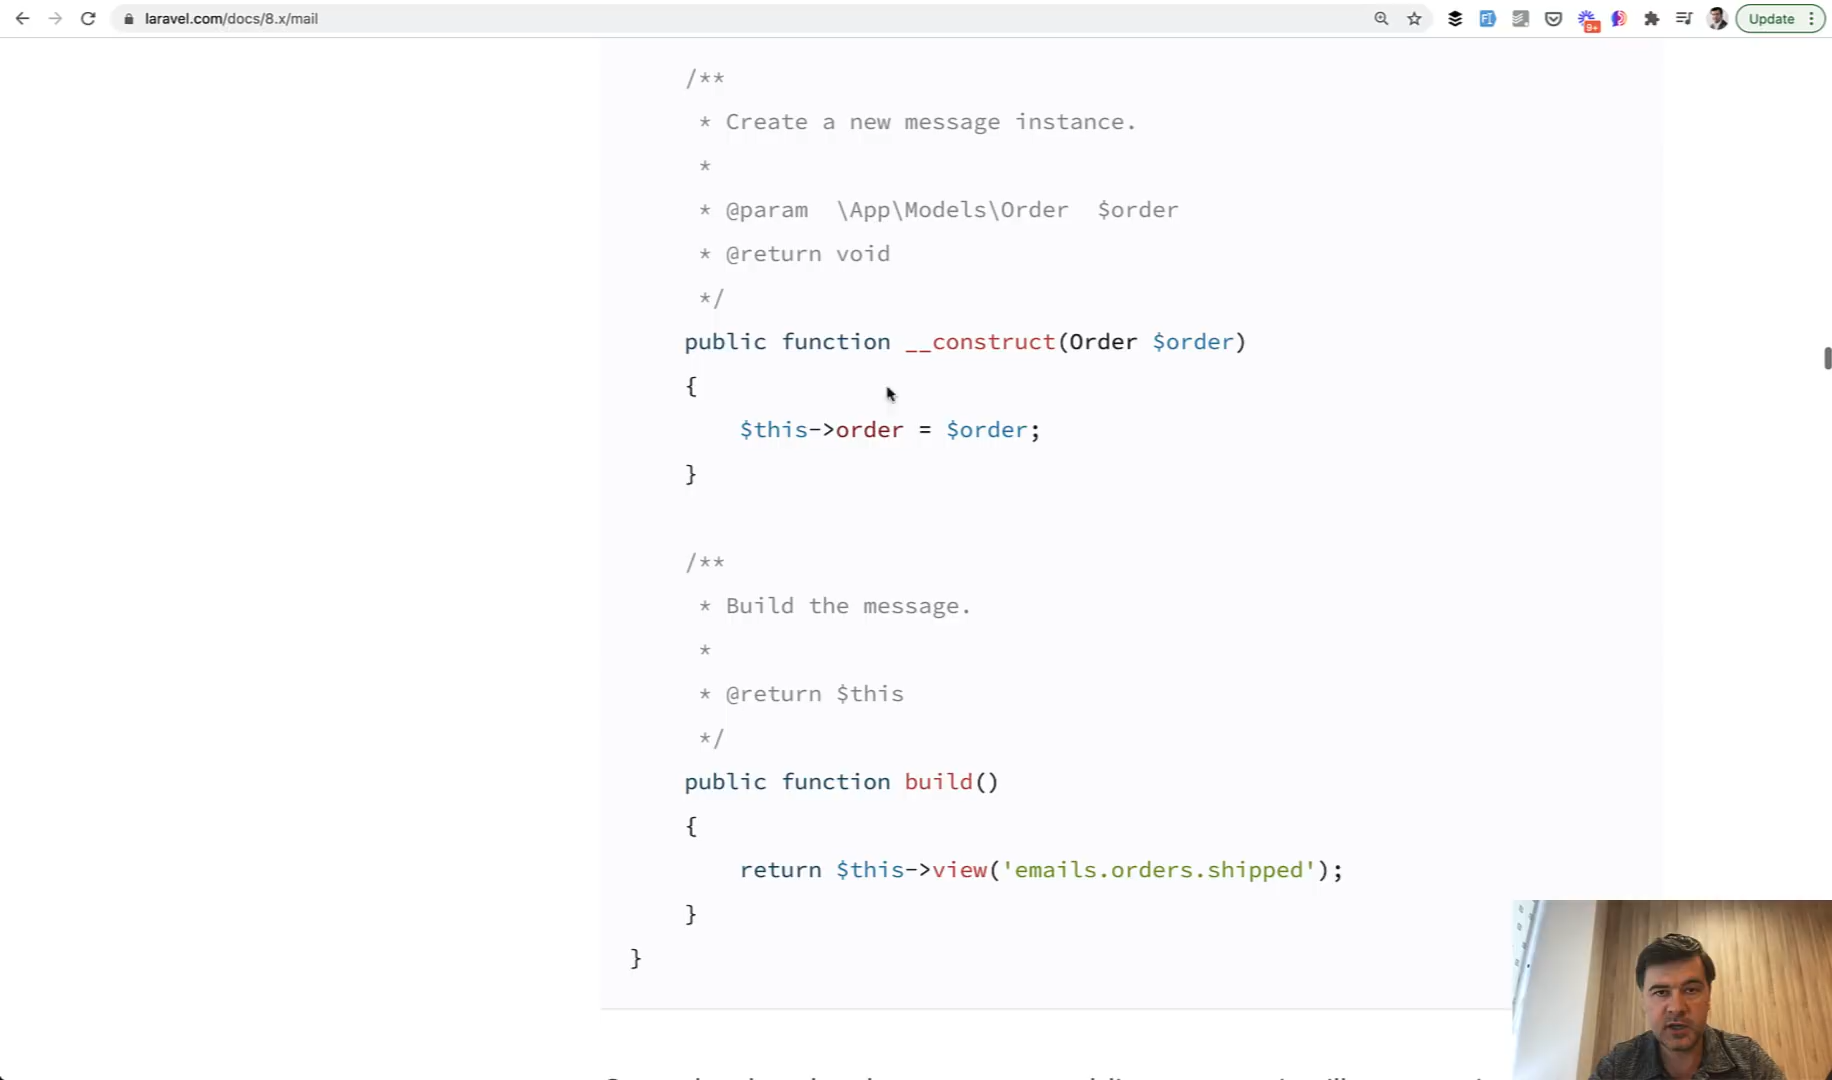 laravel.com/docs/8.x/mail
Update
9+
/**
* Create a new message instance.
*
* @param  \App\Models\Order  $order
* @return void
*/
public function __construct(Order $order)
{
$this->order = $order;
}
/**
* Build the message.
*
* @return $this
*/
public function build()
{
return $this->view('emails.orders.shipped');
}
}